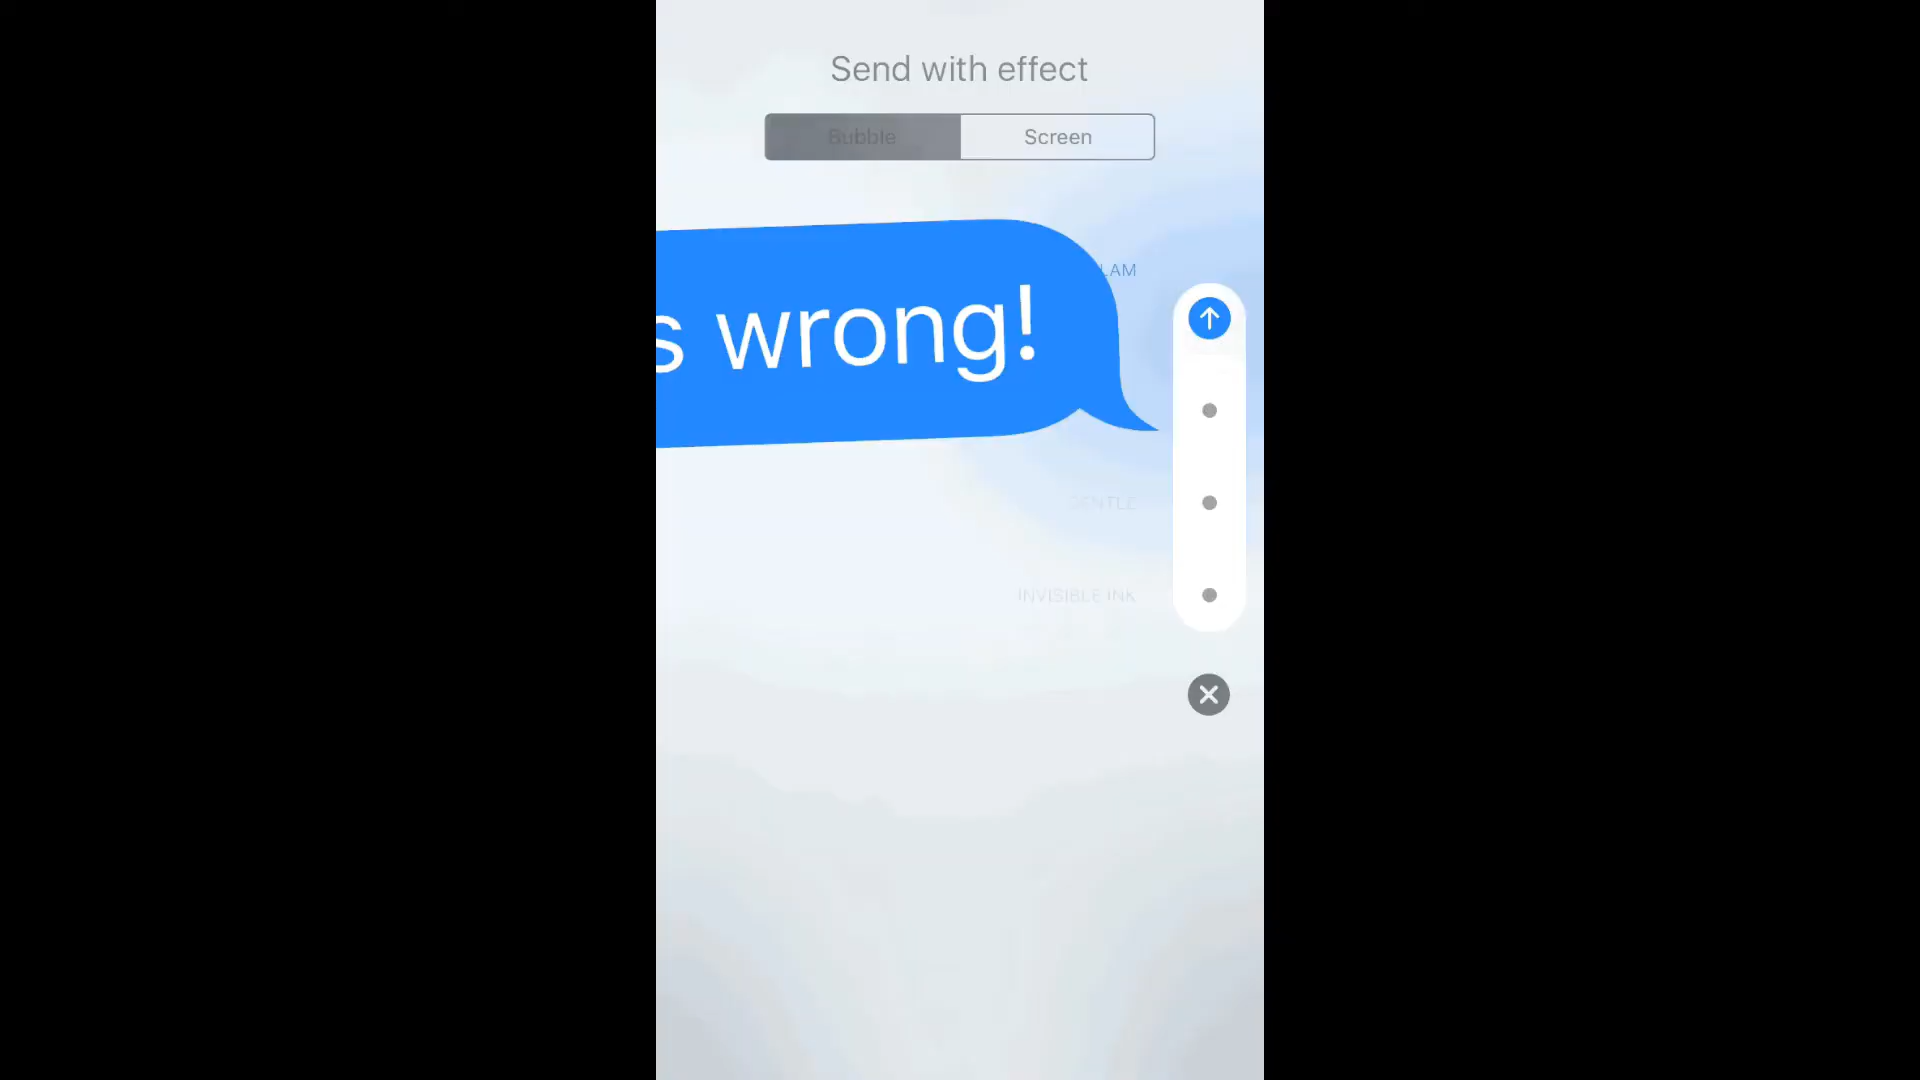 Send with effect
Bubble
Screen
LAM
s wrong!
GENTLE
INVISIBLE INK